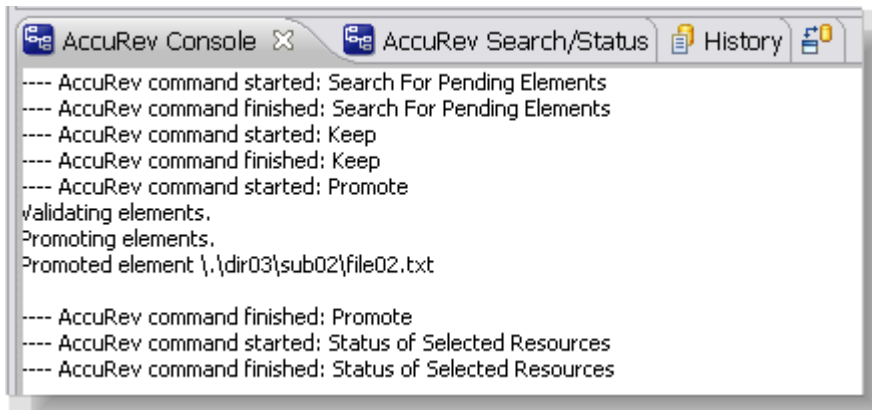 AccuRev Console AccuRev Search/Status History
---- AccuRev command started: Search For Pending Elements
---- AccuRev command finished: Search For Pending Elements
---- AccuRev command started: Keep
---- AccuRev command finished: Keep
---- AccuRev command started: Promote
Validating elements.
Promoting elements.
Promoted element \.\dir03\sub02\file02.txt
---- AccuRev command finished: Promote
---- AccuRev command started: Status of Selected Resources
---- AccuRev command finished: Status of Selected Resources